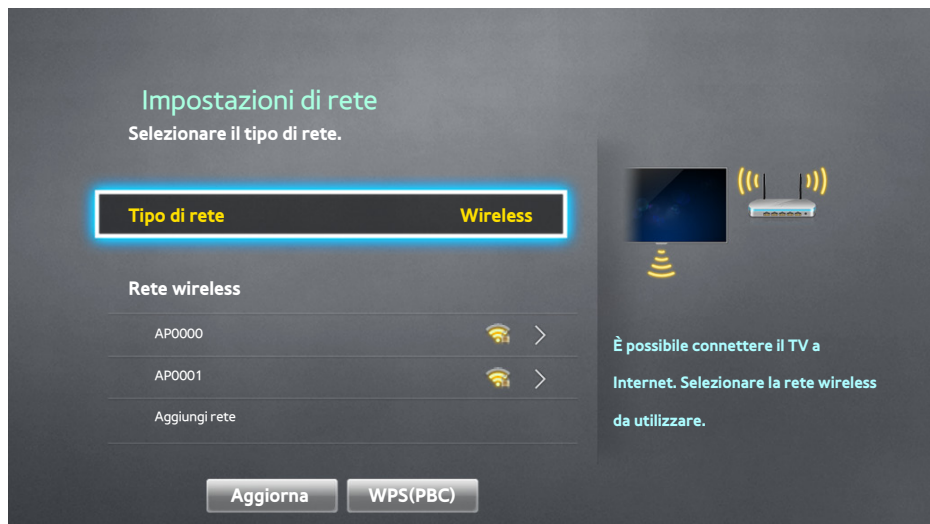 Impostazioni di rete
Selezionare il tipo di rete.
Tipo di rete Wireless
Rete wireless
AP0000
AP0001
Aggiungi rete
Aggiorna WPS(PBC)
È possibile connettere il TV a
Internet. Selezionare la rete wireless
da utilizzare.